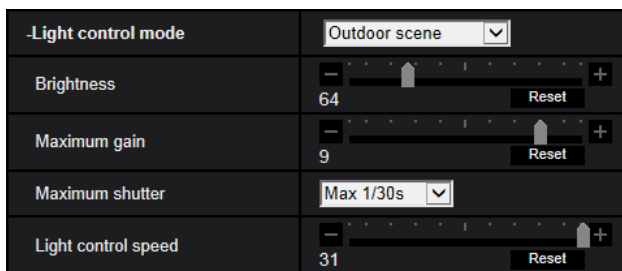 -Light control mode
Outdoor scene
Brightness
64
Reset
Maximum gain
9
Reset
Maximum shutter
Max 1/30s
Light control speed
31
Reset